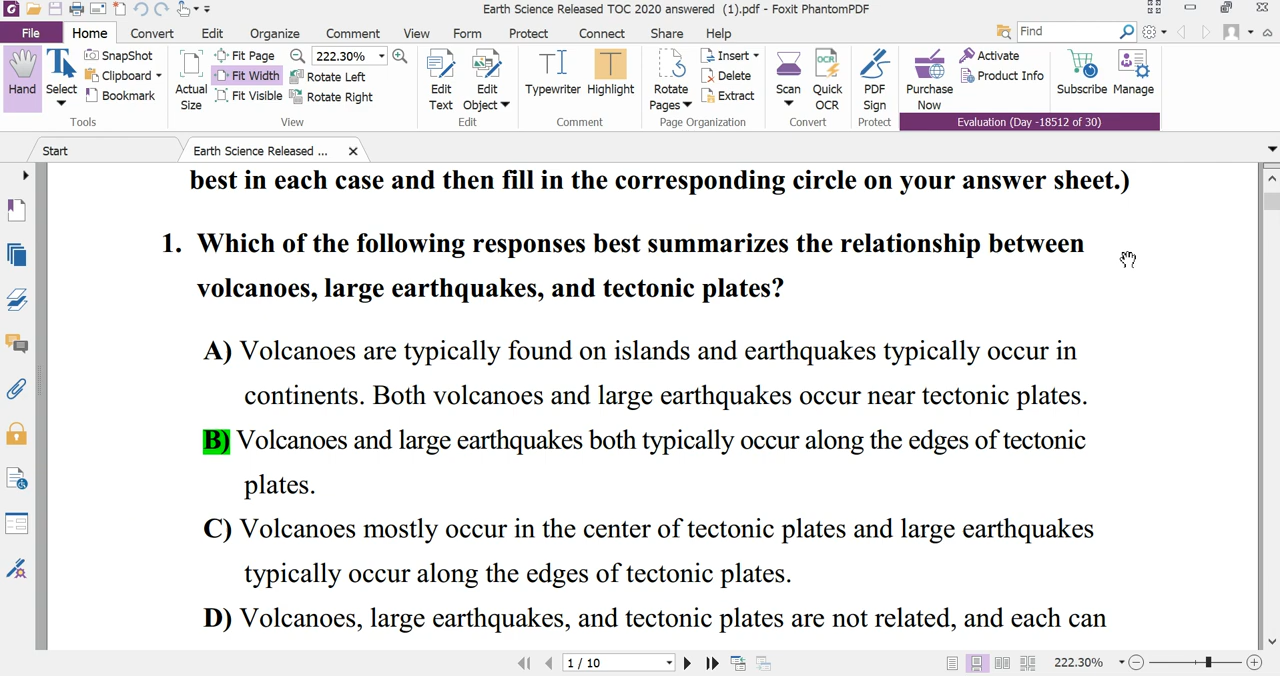 Earth Science Released TOC 2020 answered (1).pdf - Foxit PhantomPDF
File Home Convert Edit Organize Comment View Form Protect Connect Share Help Find
Hand Select SnapShot Clipboard Bookmark Tools
Actual Size Fit Page Fit Width Fit Visible 222.30% Rotate Left Rotate Right View
Edit Text Edit Object Edit
Typewriter Highlight Comment
Rotate Pages Insert Delete Extract Page Organization
Scan Quick OCR Convert
PDF Sign Protect
Purchase Now Activate Product Info Subscribe Manage
Evaluation (Day -18512 of 30)
Start Earth Science Released ...
best in each case and then fill in the corresponding circle on your answer sheet.)
1. Which of the following responses best summarizes the relationship between
volcanoes, large earthquakes, and tectonic plates?
A) Volcanoes are typically found on islands and earthquakes typically occur in
continents. Both volcanoes and large earthquakes occur near tectonic plates.
B) Volcanoes and large earthquakes both typically occur along the edges of tectonic
plates.
C) Volcanoes mostly occur in the center of tectonic plates and large earthquakes
typically occur along the edges of tectonic plates.
D) Volcanoes, large earthquakes, and tectonic plates are not related, and each can
1 / 10 222.30%